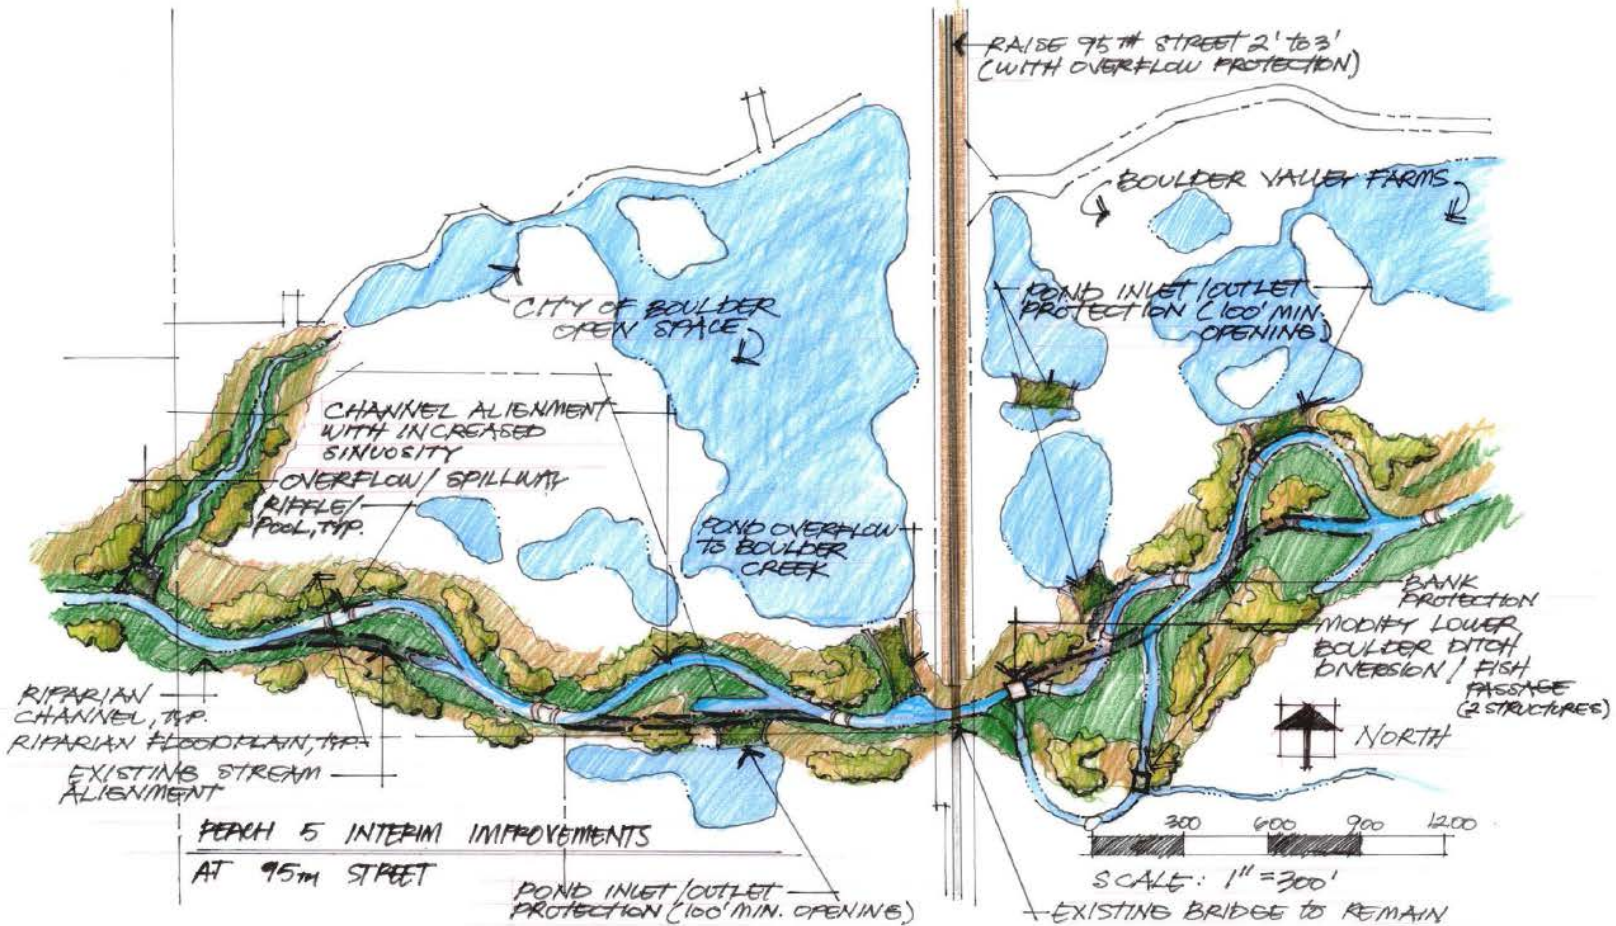 RAISE 95TH STREET 2' TO 3'
(WITH OVERFLOW PROTECTION)
BOULDER VALLEY FARMS
POND INLET/OUTLET
PROTECTION (100' MIN.
OPENING)
CITY OF BOULDER
OPEN SPACE
CHANNEL ALIGNMENT
WITH INCREASED
SINUOSITY
OVERFLOW/SPILLWAY
RIFFLE/
POOL, TYP.
POND OVERFLOW
TO BOULDER
CREEK
BANK
PROTECTION
MODIFY LOWER
BOULDER DITCH
DIVERSION/FISH
PASSAGE
(2 STRUCTURES)
RIPARIAN
CHANNEL, TYP.
RIPARIAN FLOODPLAIN, TYP.
EXISTING STREAM
ALIGNMENT
NORTH
REACH 5 INTERIM IMPROVEMENTS
AT 95TH STREET
300 600 900 1200
SCALE: 1"=300'
POND INLET/OUTLET
PROTECTION (100' MIN. OPENING)
EXISTING BRIDGE TO REMAIN